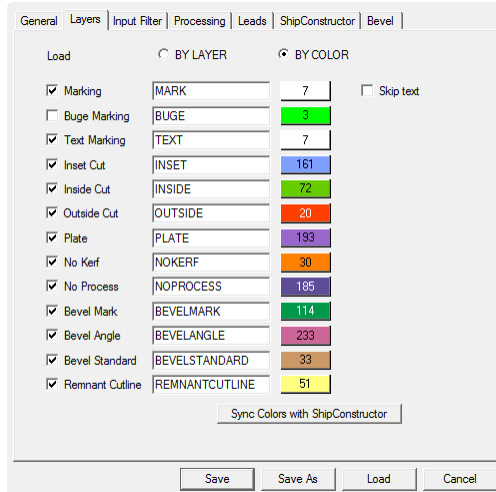 General Layers Input Filter Processing Leads ShipConstructor Bevel
Load BY LAYER BY COLOR
Marking MARK 7 Skip text
Buge Marking BUGE 3
Text Marking TEXT 7
Inset Cut INSET 161
Inside Cut INSIDE 72
Outside Cut OUTSIDE 20
Plate PLATE 193
No Kerf NOKERF 30
No Process NOPROCESS 185
Bevel Mark BEVELMARK 114
Bevel Angle BEVELANGLE 233
Bevel Standard BEVELSTANDARD 33
Remnant Cutline REMNANTCUTLINE 51
Sync Colors with ShipConstructor
Save Save As Load Cancel